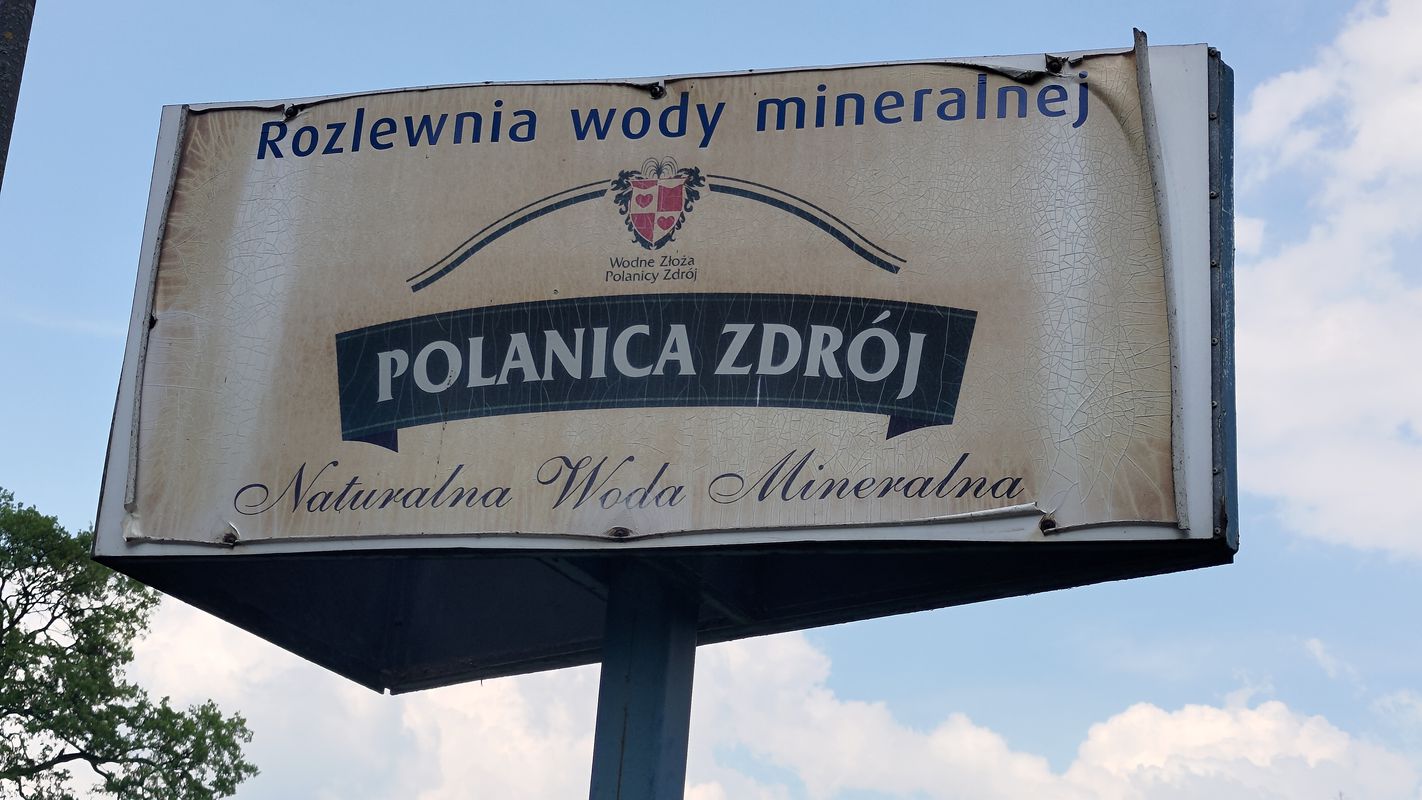 Rozlewnia wody mineralnej
Wodne Złoża
Polanicy Zdrój
POLANICA ZDRÓJ
Naturalna Woda Mineralna